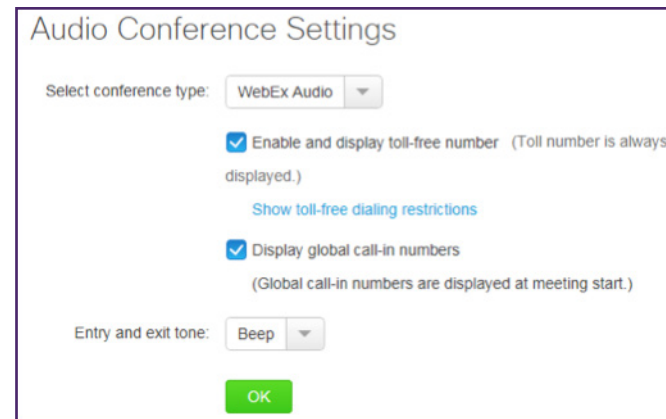 Audio Conference Settings
Select conference type: WebEx Audio
Enable and display toll-free number (Toll number is always
displayed.)
Show toll-free dialing restrictions
Display global call-in numbers
(Global call-in numbers are displayed at meeting start.)
Entry and exit tone: Beep
OK